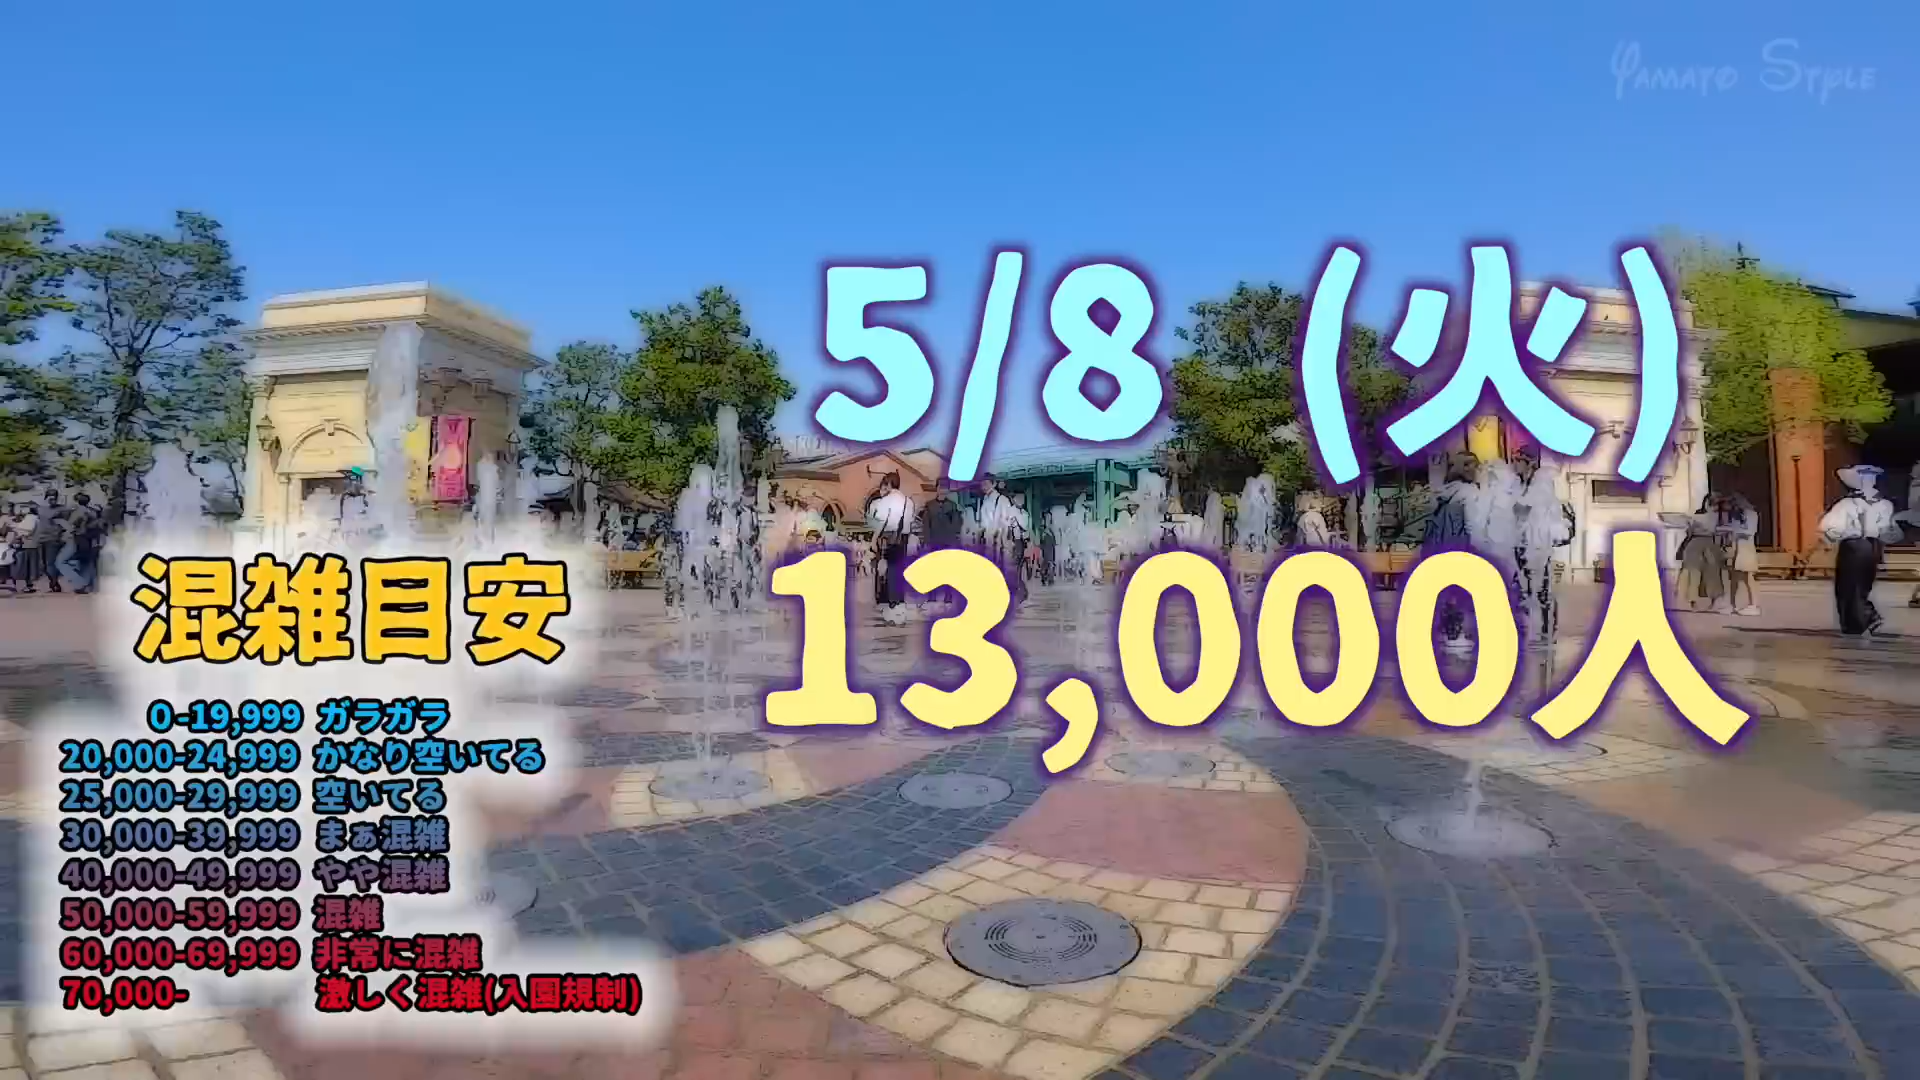 YAMATO STYLE
5/8 (火)
13,000人
混雑目安
0-19,999 ガラガラ
20,000-24,999 かなり空いてる
25,000-29,999 空いてる
30,000-39,999 まぁ混雑
40,000-49,999 やや混雑
50,000-59,999 混雑
60,000-69,999 非常に混雑
70,000- 激しく混雑(入園規制)